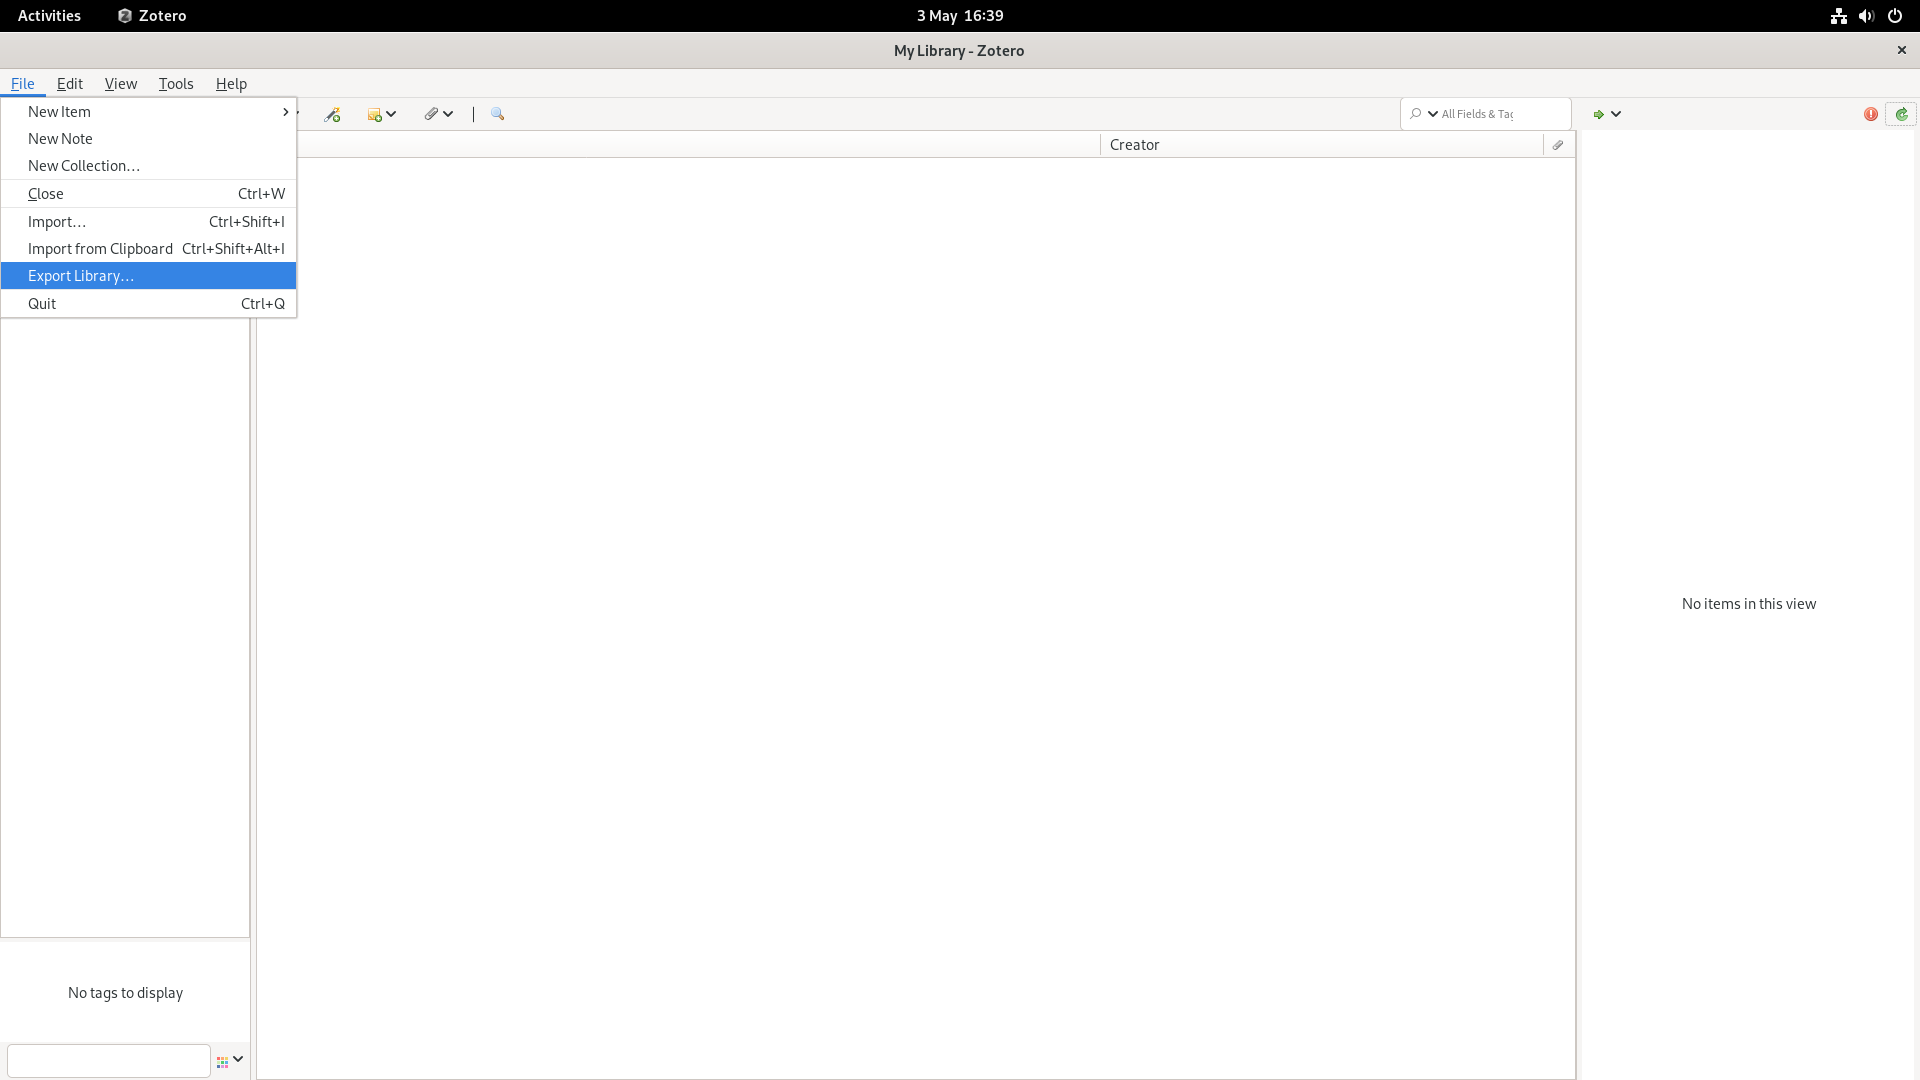 Activities Zotero 3 May 16:39
My Library - Zotero
File Edit View Tools Help
New Item
New Note
New Collection…
Close Ctrl+W
Import… Ctrl+Shift+I
Import from Clipboard Ctrl+Shift+Alt+I
Export Library…
Quit Ctrl+Q
All Fields & Tag
Creator
No items in this view
No tags to display